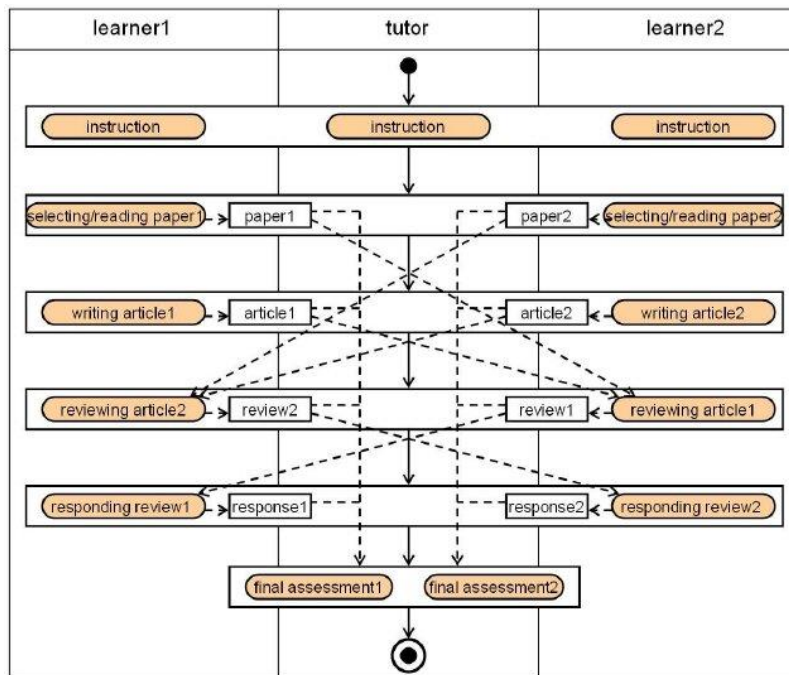 learner1 tutor learner2
instruction instruction instruction
selecting/reading paper1 paper1 paper2 selecting/reading paper2
writing article1 article1 article2 writing article2
reviewing article2 review2 review1 reviewing article1
responding review1 response1 response2 responding review2
final assessment1 final assessment2